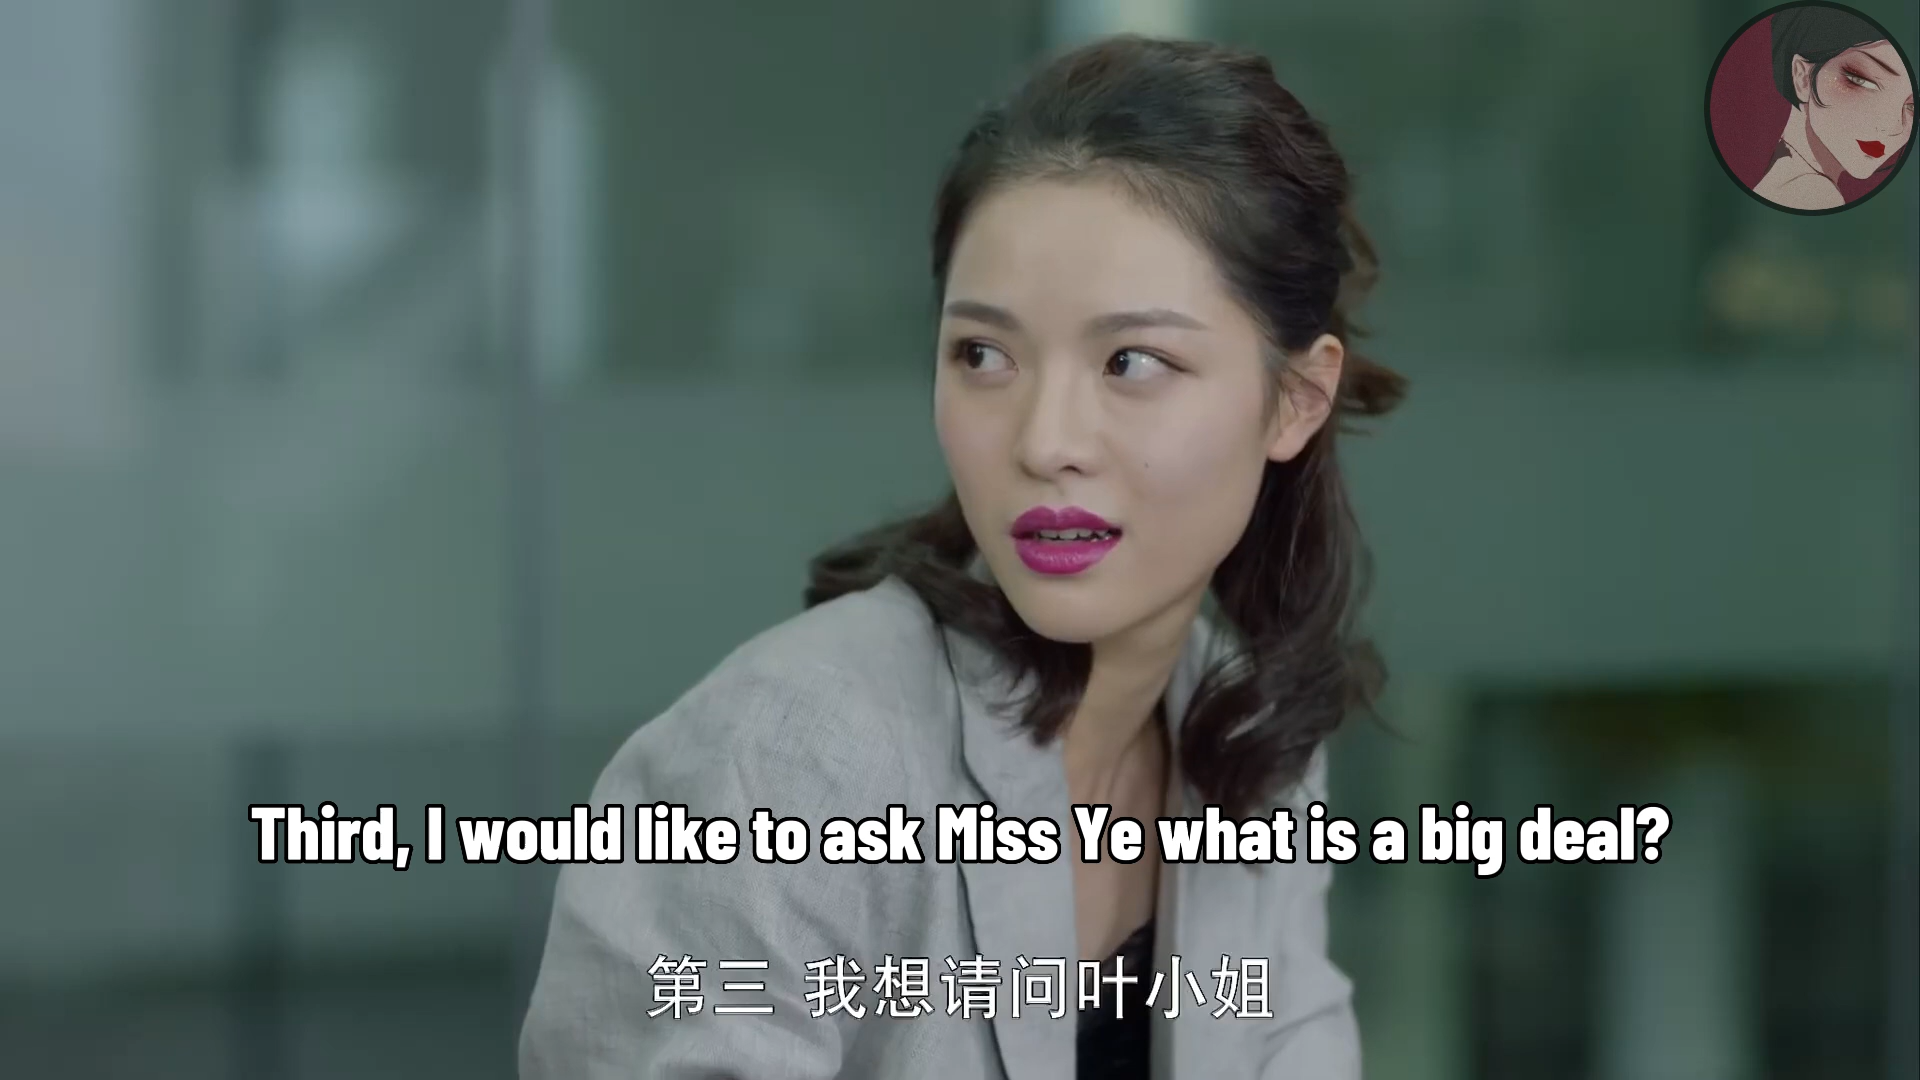 Third, I would like to ask Miss Ye what is a big deal?
第三 我想请问叶小姐